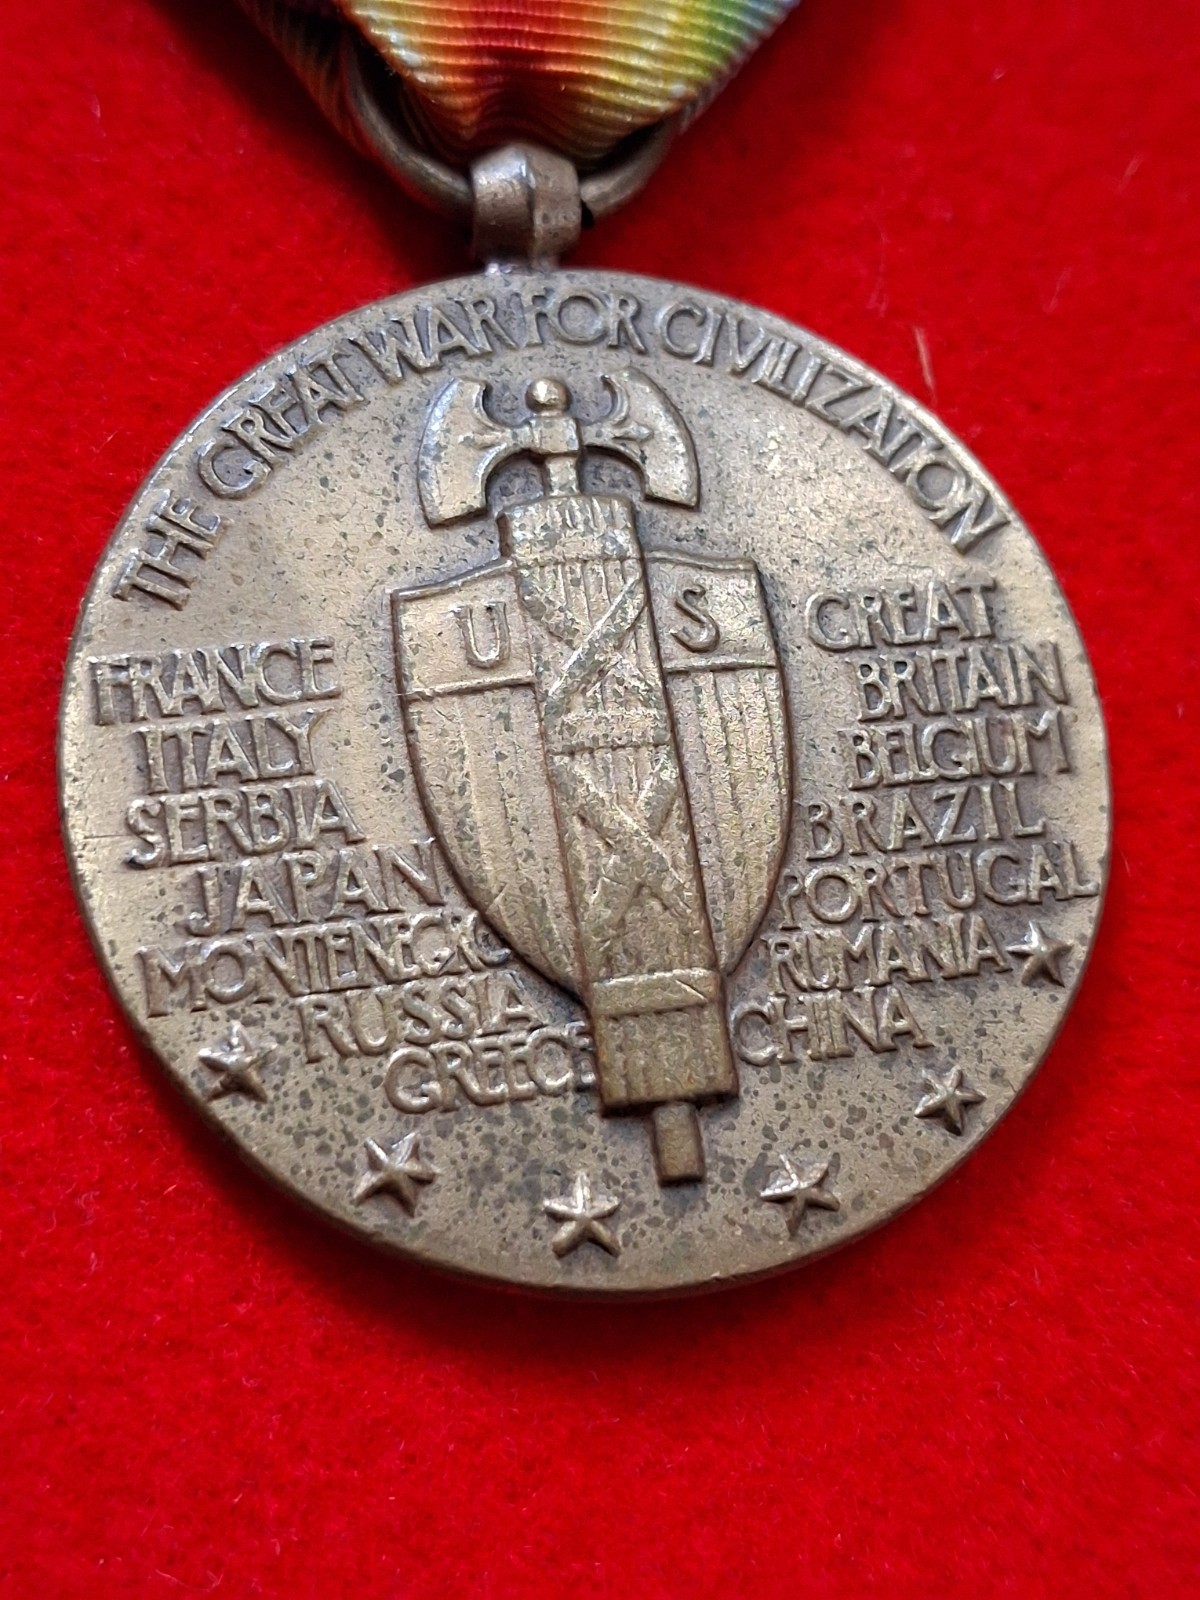 THE GREAT WAR FOR CIVILIZATION
U S
FRANCE
ITALY
SERBIA
JAPAN
MONTENEGRO
RUSSIA
GREECE
GREAT
BRITAIN
BELGIUM
BRAZIL
PORTUGAL
RUMANIA
CHINA